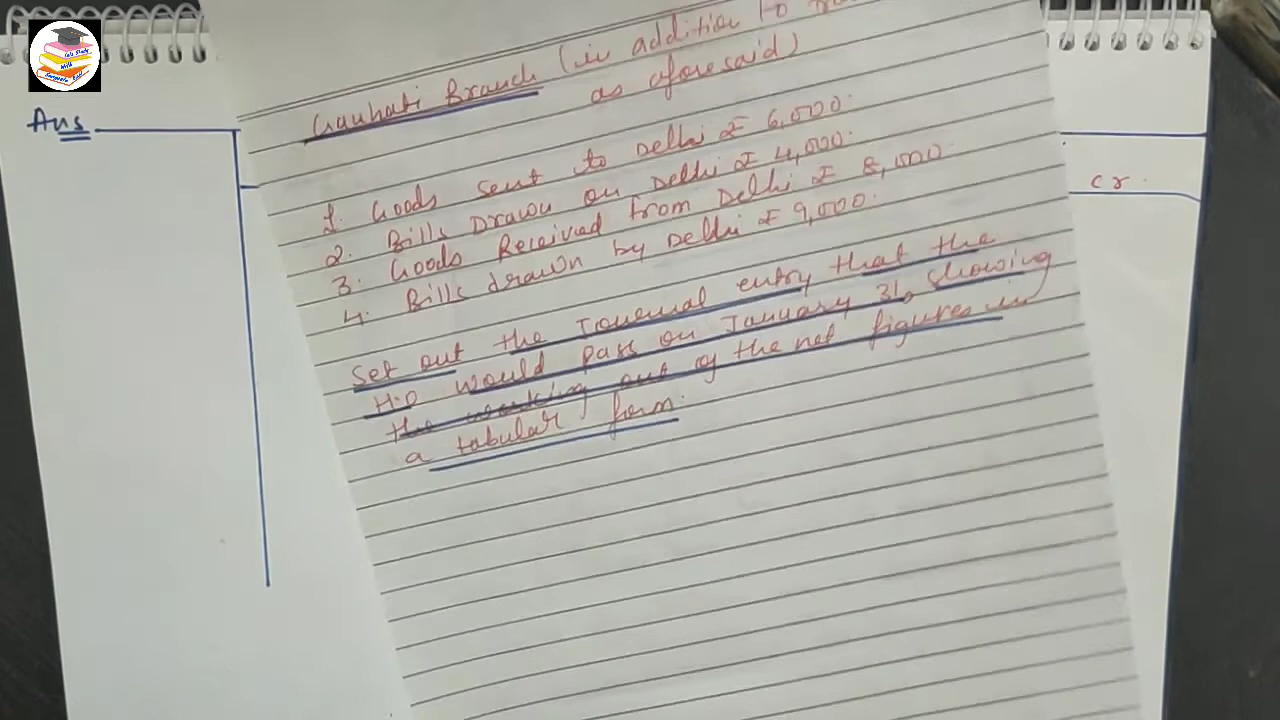 Gauhati Branch (in addition to
as aforesaid)
Ans
1. Goods sent to Delhi ₹ 6,000.
2. Bills Drawn on Delhi ₹ 4,000.
3. Goods Received from Delhi ₹ 8,000.
4. Bills drawn by Delhi ₹ 9,000.
cr.
Set out the Journal entry that the
H.O would pass on January 31, showing
the working out of the net figures in
a tabular form.